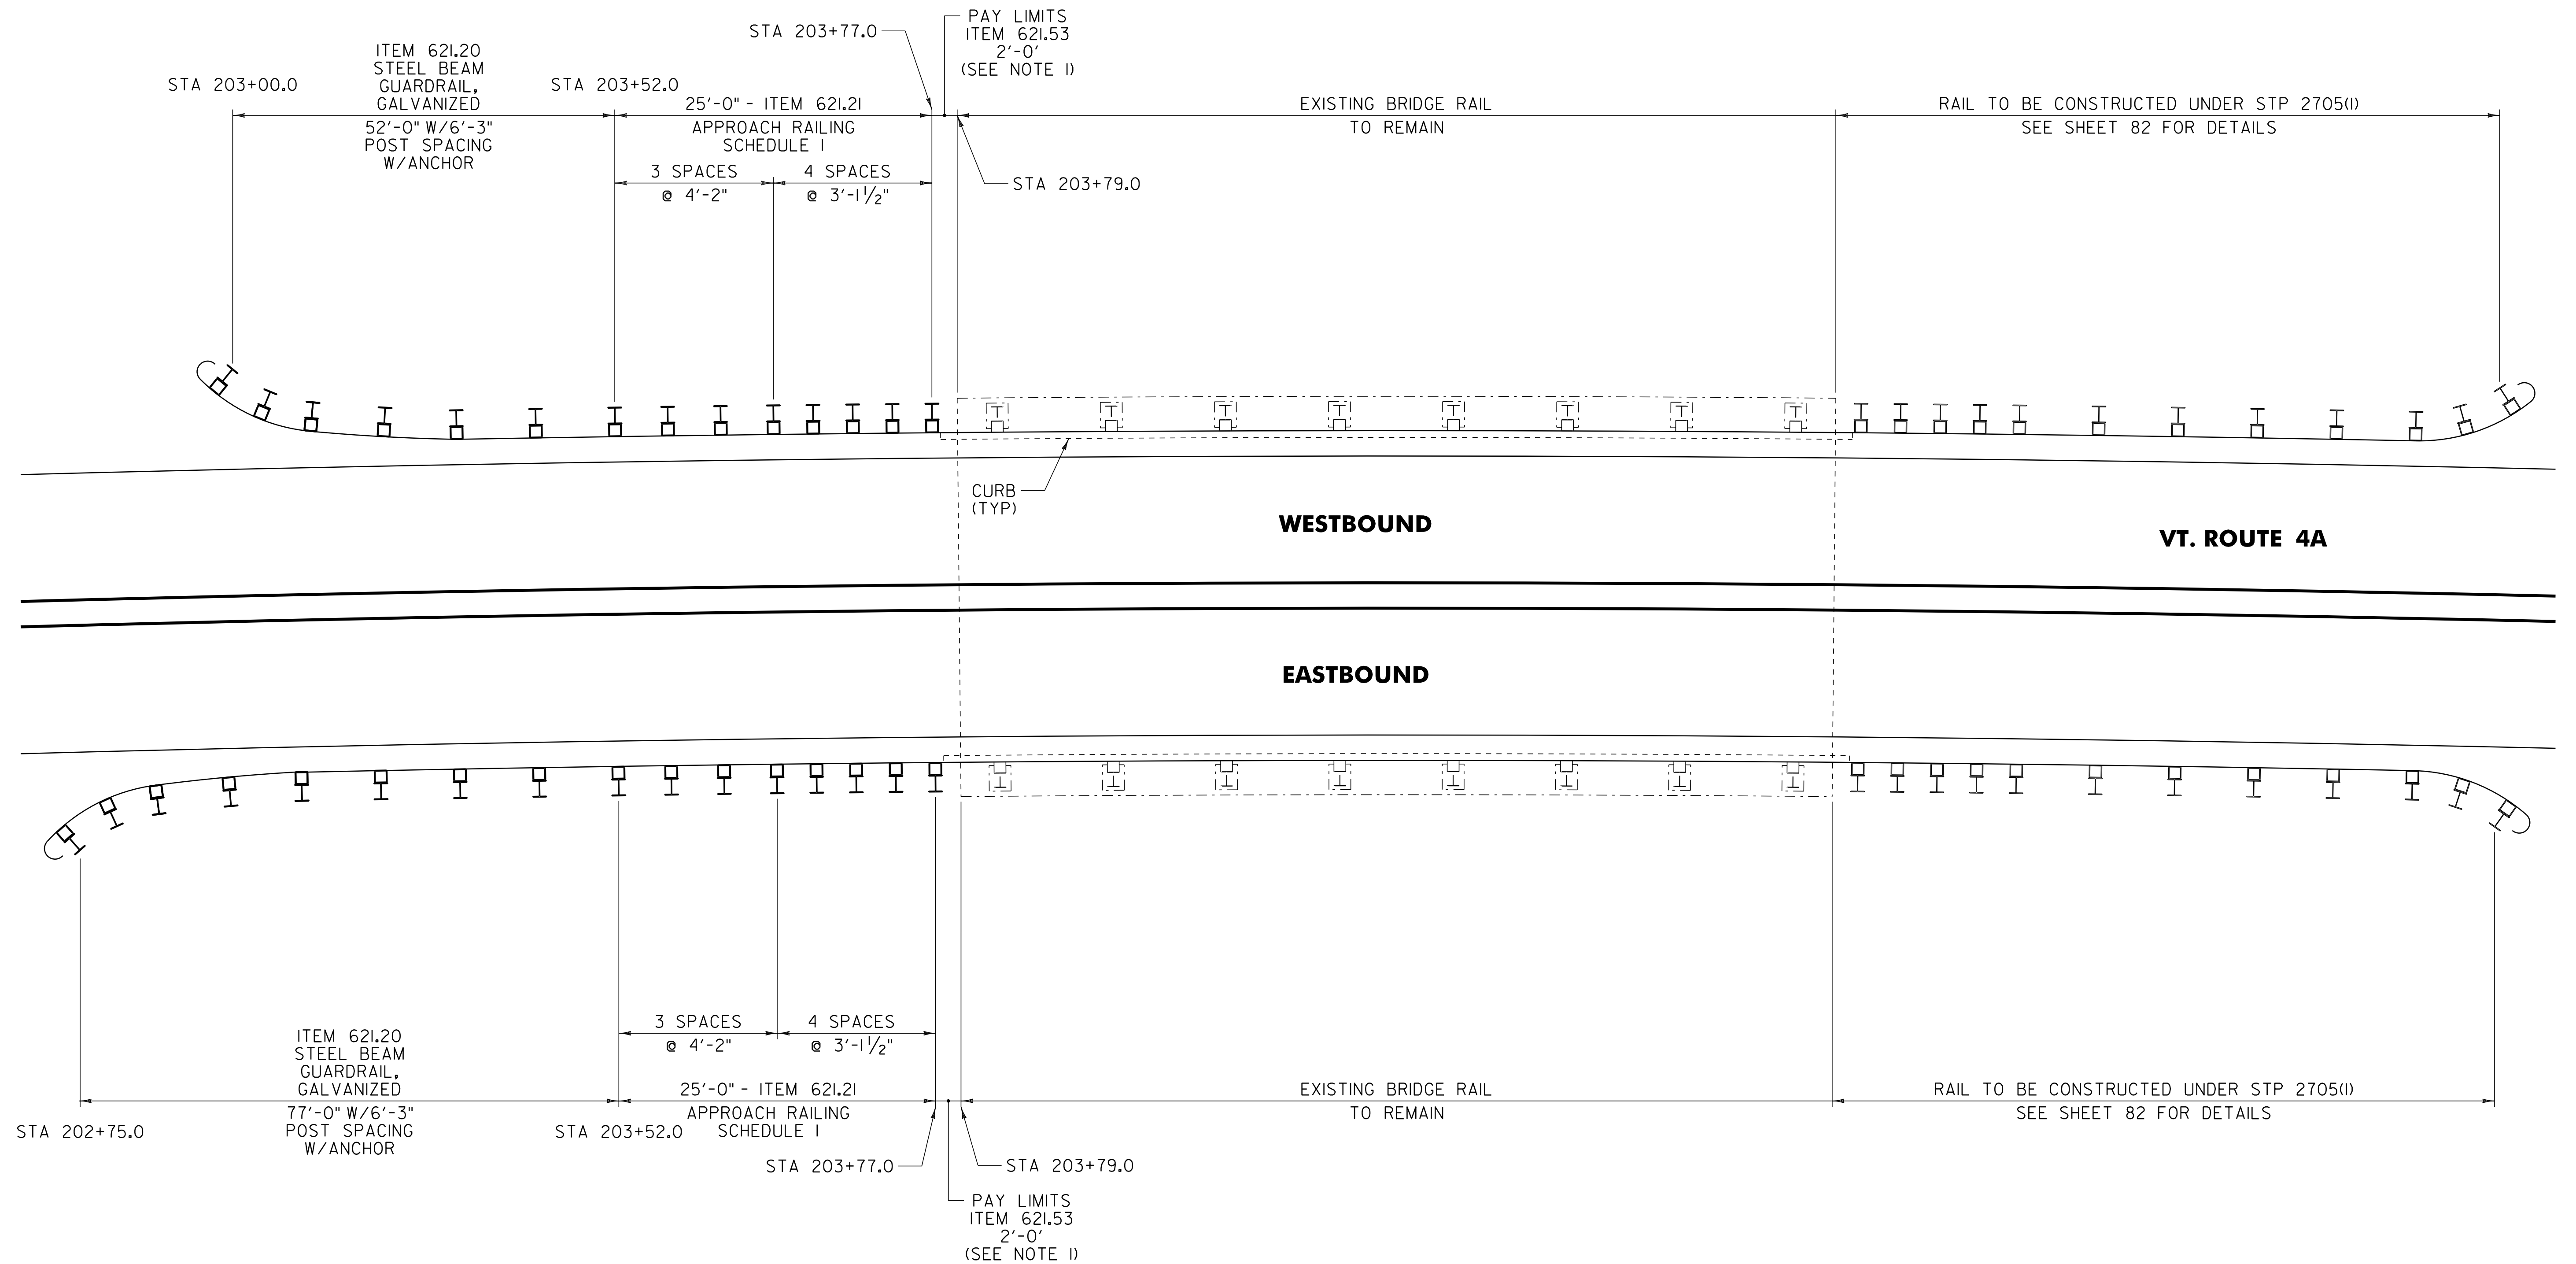 PAY LIMITS
ITEM 621.53
2'-0'
(SEE NOTE 1)
STA 203+77.0
ITEM 621.20
STEEL BEAM
GUARDRAIL,
GALVANIZED
52'-0" W/6'-3"
POST SPACING
W/ANCHOR
STA 203+00.0
STA 203+52.0
25'-0" - ITEM 621.21
APPROACH RAILING
SCHEDULE 1
3 SPACES
@ 4'-2"
4 SPACES
@ 3'-1 1/2"
EXISTING BRIDGE RAIL
TO REMAIN
RAIL TO BE CONSTRUCTED UNDER STP 2705(1)
SEE SHEET 82 FOR DETAILS
STA 203+79.0
CURB
(TYP)
WESTBOUND
VT. ROUTE 4A
EASTBOUND
3 SPACES
@ 4'-2"
4 SPACES
@ 3'-1 1/2"
ITEM 621.20
STEEL BEAM
GUARDRAIL,
GALVANIZED
77'-0" W/6'-3"
POST SPACING
W/ANCHOR
25'-0" - ITEM 621.21
APPROACH RAILING
SCHEDULE 1
EXISTING BRIDGE RAIL
TO REMAIN
RAIL TO BE CONSTRUCTED UNDER STP 2705(1)
SEE SHEET 82 FOR DETAILS
STA 202+75.0
STA 203+52.0
STA 203+77.0
STA 203+79.0
PAY LIMITS
ITEM 621.53
2'-0'
(SEE NOTE 1)